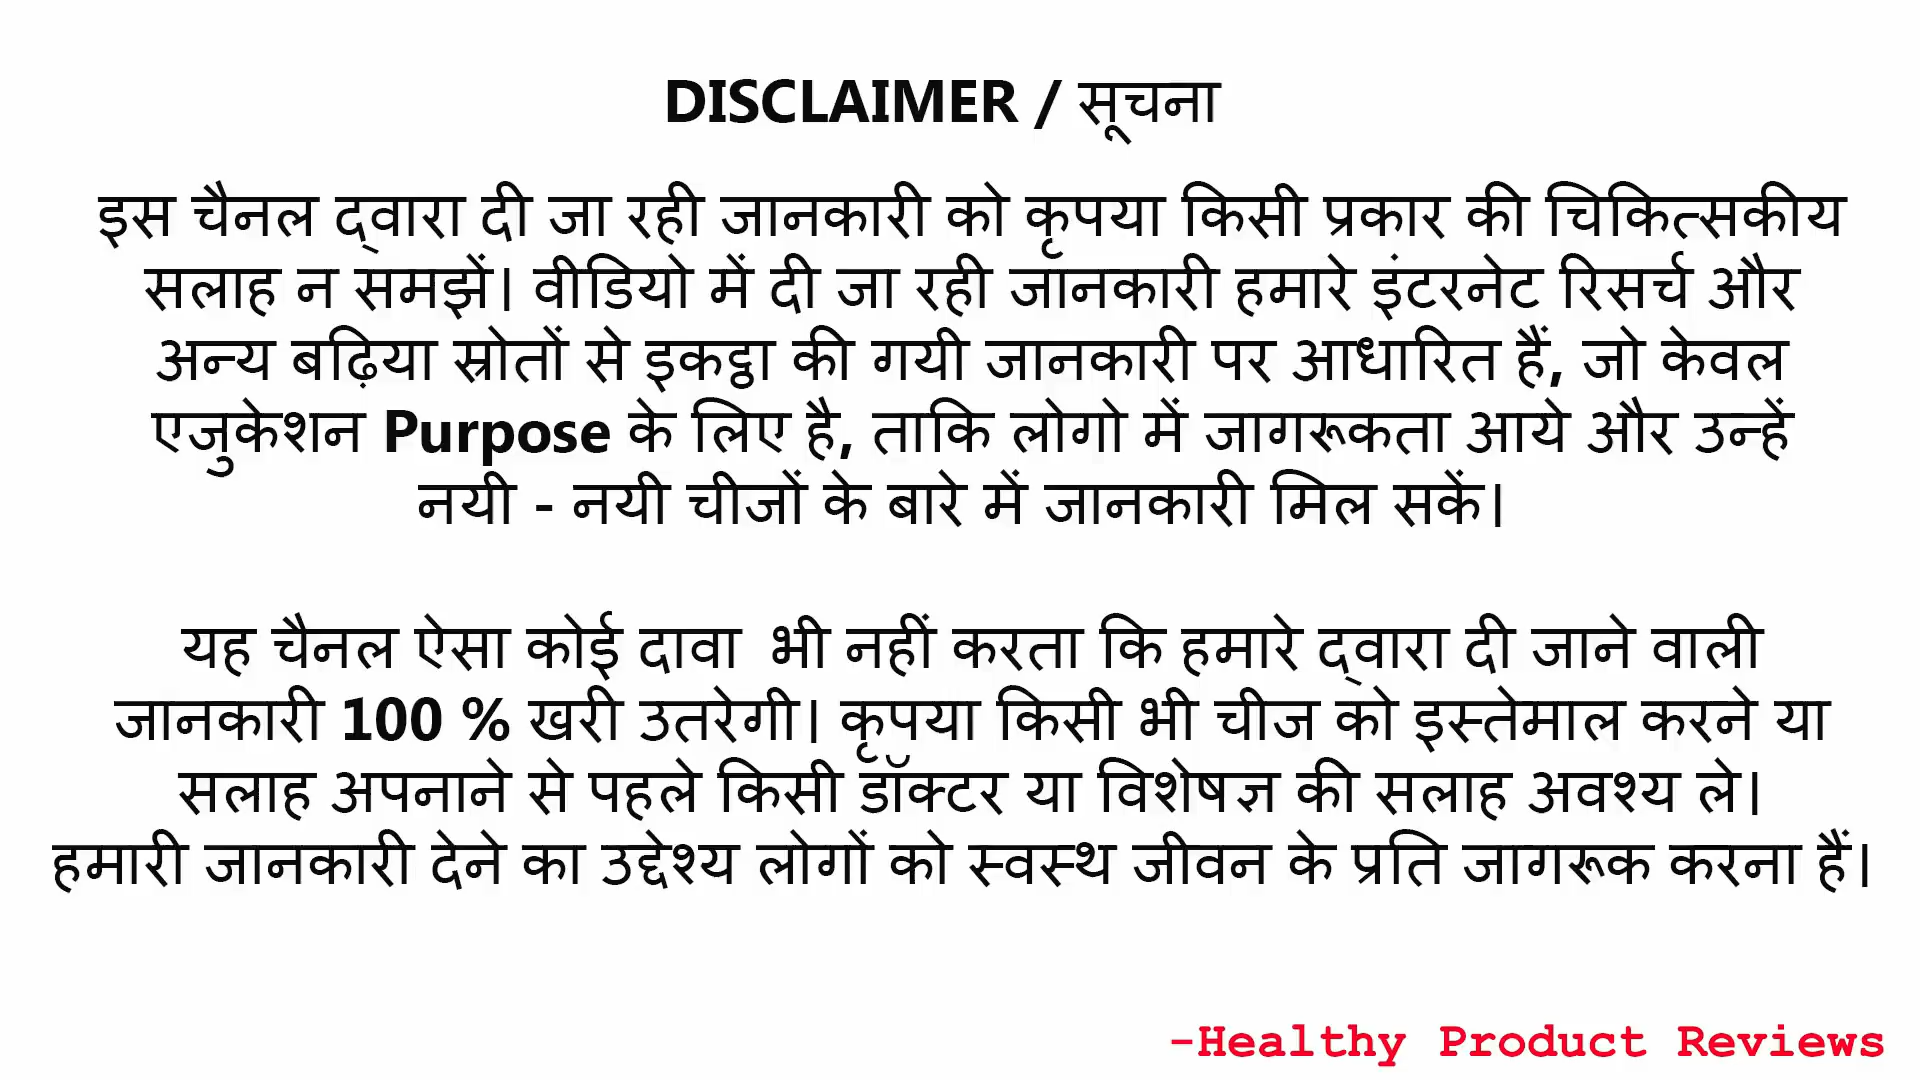 DISCLAIMER / सूचना
इस चैनल द्वारा दी जा रही जानकारी को कृपया किसी प्रकार की चिकित्सकीय
सलाह न समझें। वीडियो में दी जा रही जानकारी हमारे इंटरनेट रिसर्च और
अन्य बढ़िया स्रोतों से इकट्ठा की गयी जानकारी पर आधारित हैं, जो केवल
एजुकेशन Purpose के लिए है, ताकि लोगो में जागरूकता आये और उन्हें
नयी - नयी चीजों के बारे में जानकारी मिल सकें।
यह चैनल ऐसा कोई दावा भी नहीं करता कि हमारे द्वारा दी जाने वाली
जानकारी 100 % खरी उतरेगी। कृपया किसी भी चीज को इस्तेमाल करने या
सलाह अपनाने से पहले किसी डॉक्टर या विशेषज्ञ की सलाह अवश्य ले।
हमारी जानकारी देने का उद्देश्य लोगों को स्वस्थ जीवन के प्रति जागरूक करना हैं।
-Healthy Product Reviews